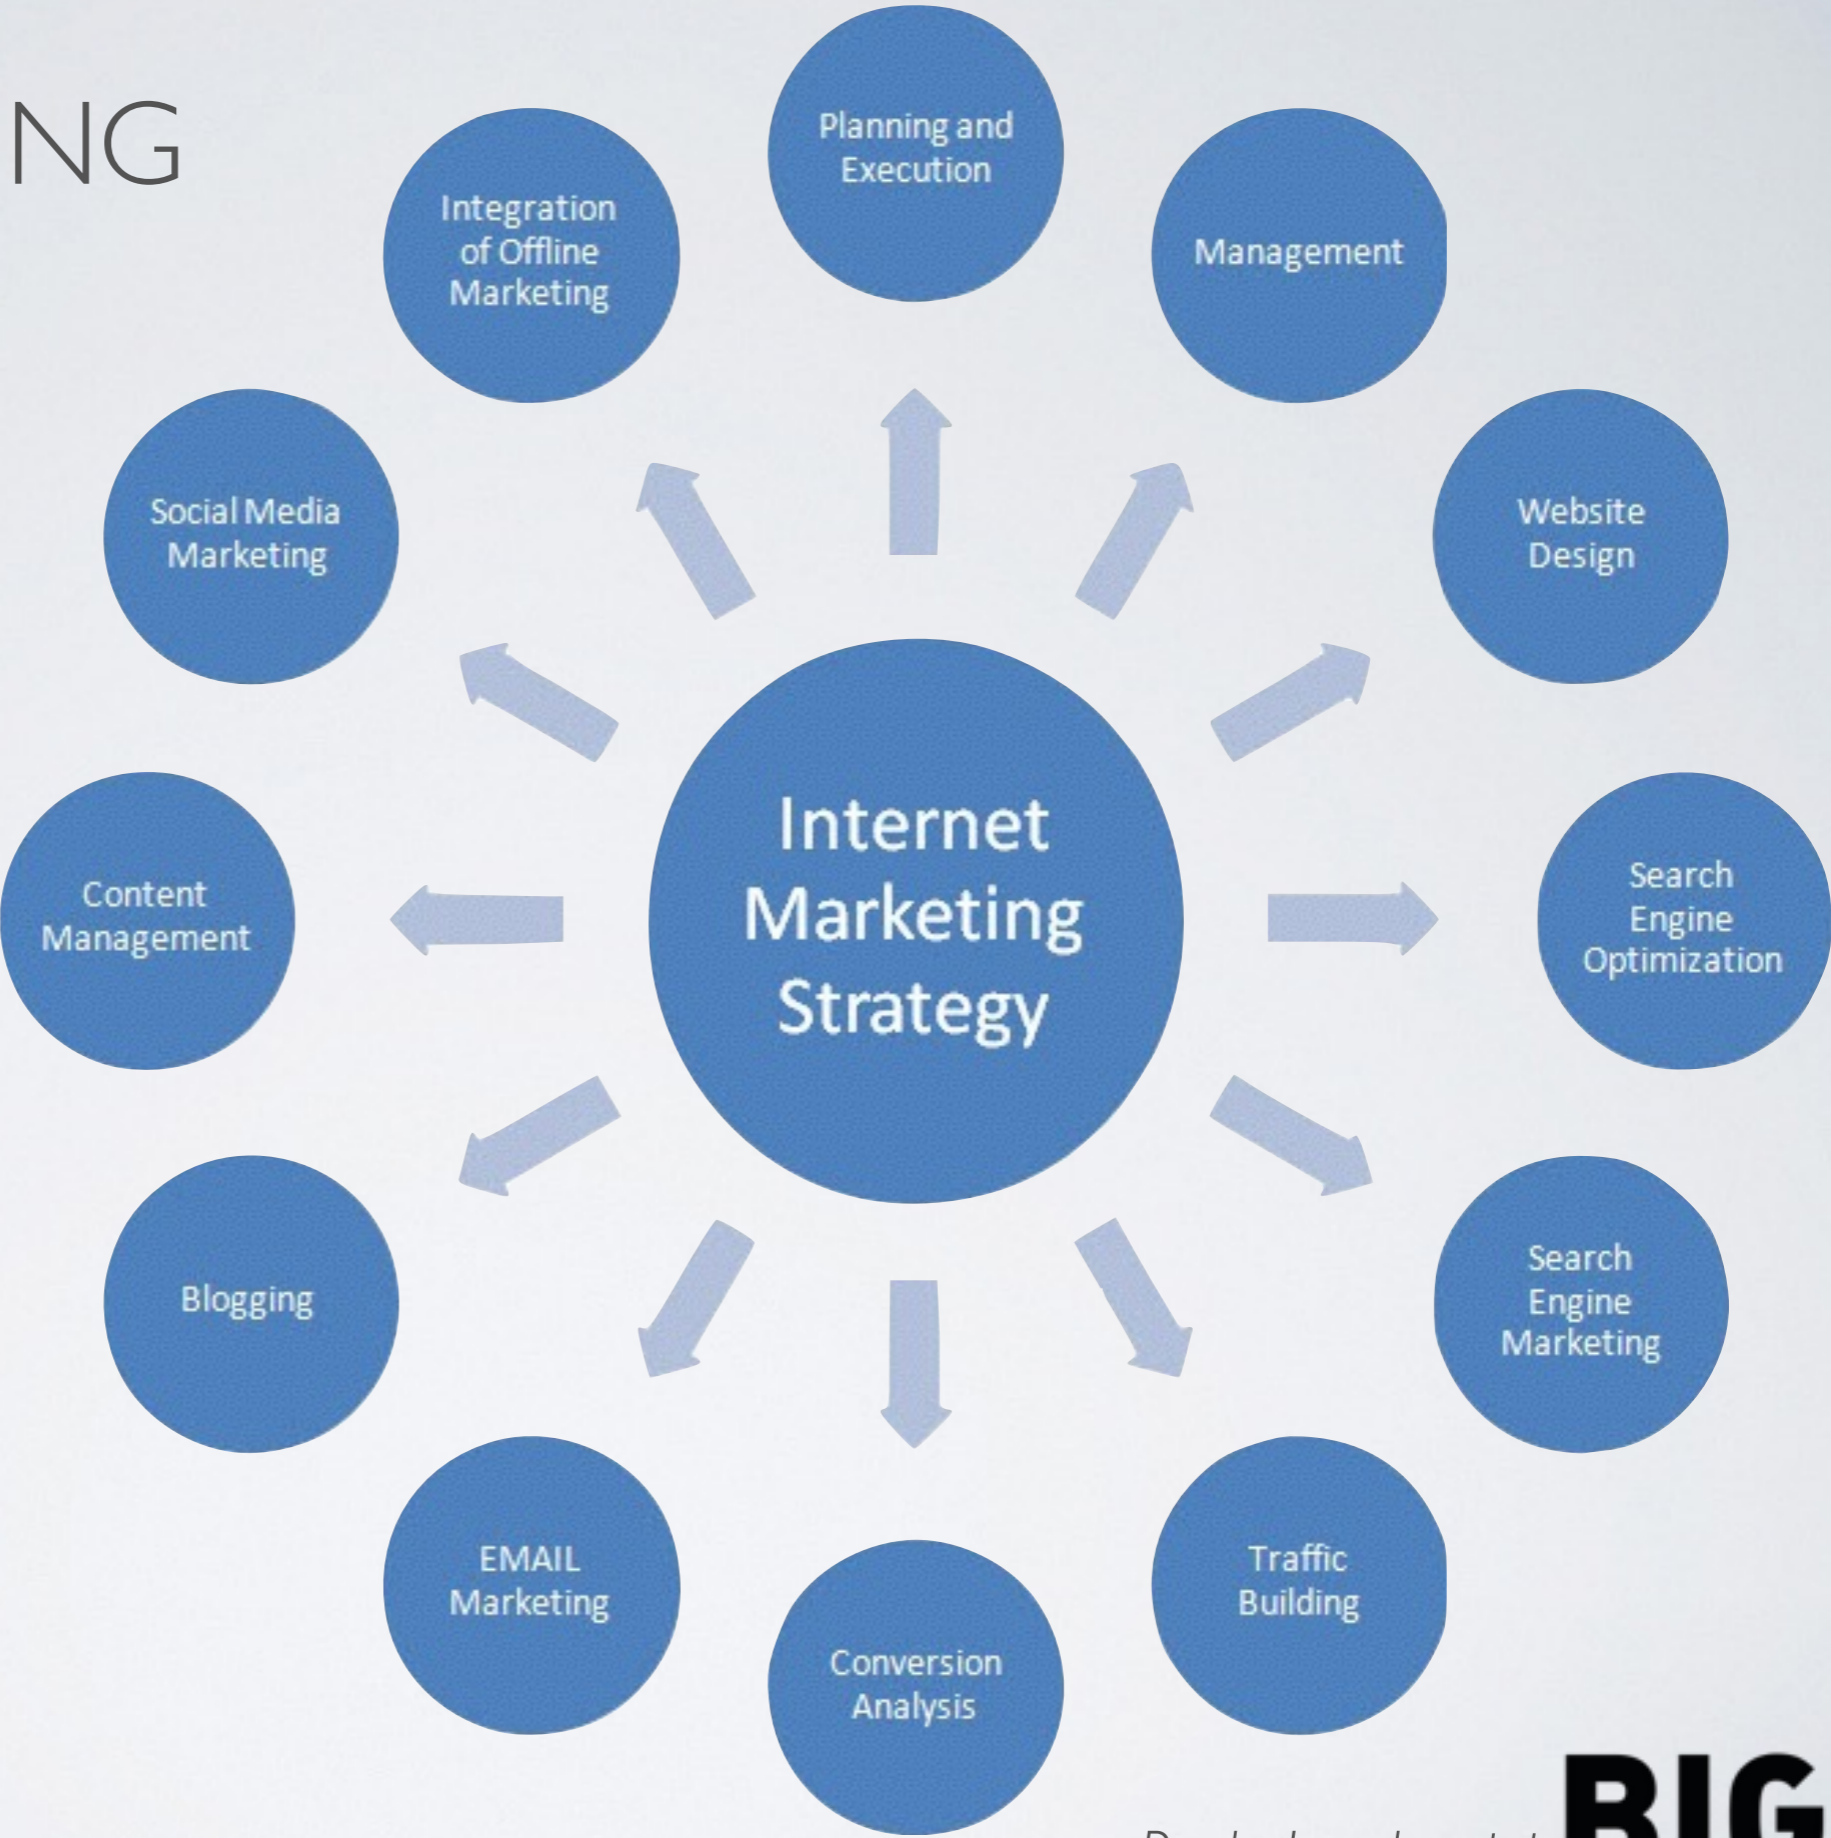 NG
Planning and
Execution
Management
Website
Design
Search
Engine
Optimization
Search
Engine
Marketing
Traffic
Building
Conversion
Analysis
EMAIL
Marketing
Blogging
Content
Management
Social Media
Marketing
Integration
of Offline
Marketing
Internet
Marketing
Strategy
BIG